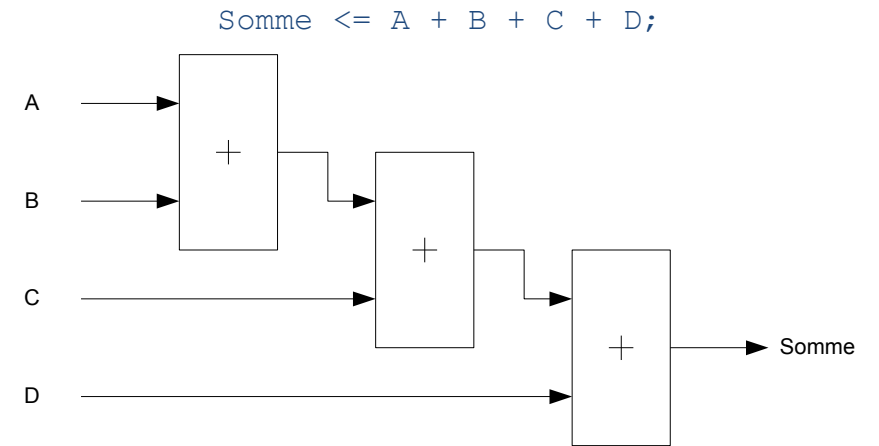 Somme <= A + B + C + D;
A
+
B
+
C
+
Somme
D